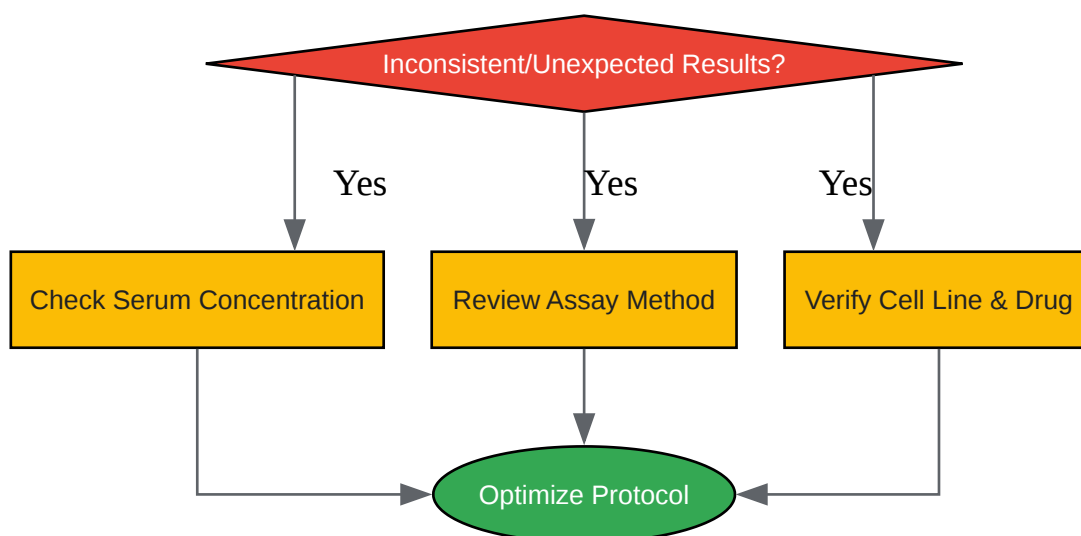 Inconsistent/Unexpected Results?
Yes
Yes
Yes
Check Serum Concentration
Review Assay Method
Verify Cell Line & Drug
Optimize Protocol